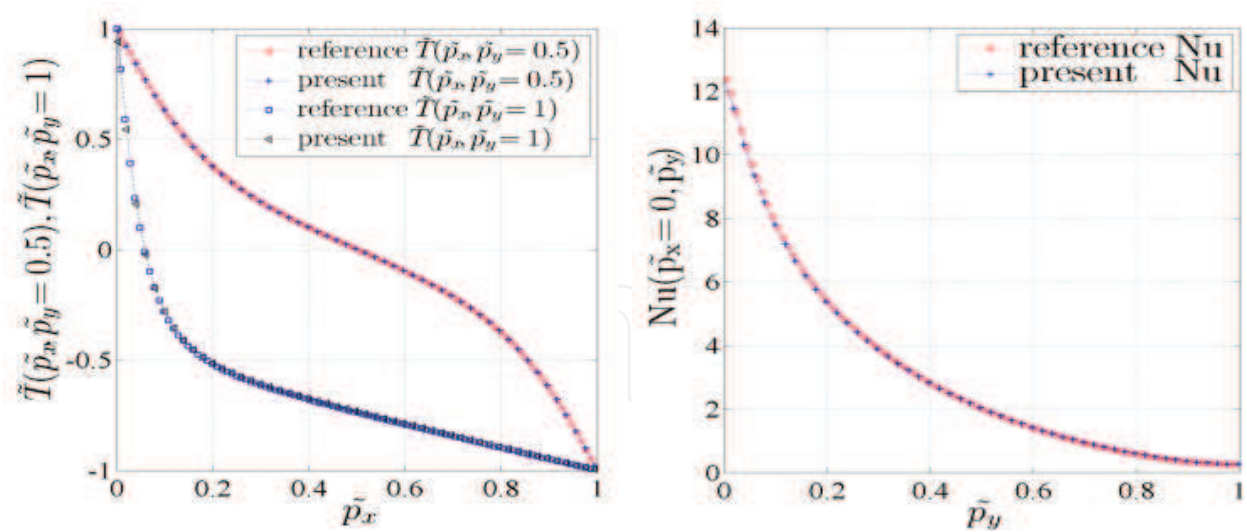 T̃(p̃x, p̃y = 0.5), T̃(p̃x, p̃y = 1)
1
0.5
0
-0.5
-1
reference T̃(p̃x, p̃y = 0.5)
present T̃(p̃x, p̃y = 0.5)
reference T̃(p̃x, p̃y = 1)
present T̃(p̃x, p̃y = 1)
0 0.2 0.4 0.6 0.8 1
p̃x
Nu(p̃x = 0, p̃y)
14
12
10
8
6
4
2
0
reference Nu
present Nu
0 0.2 0.4 0.6 0.8 1
p̃y